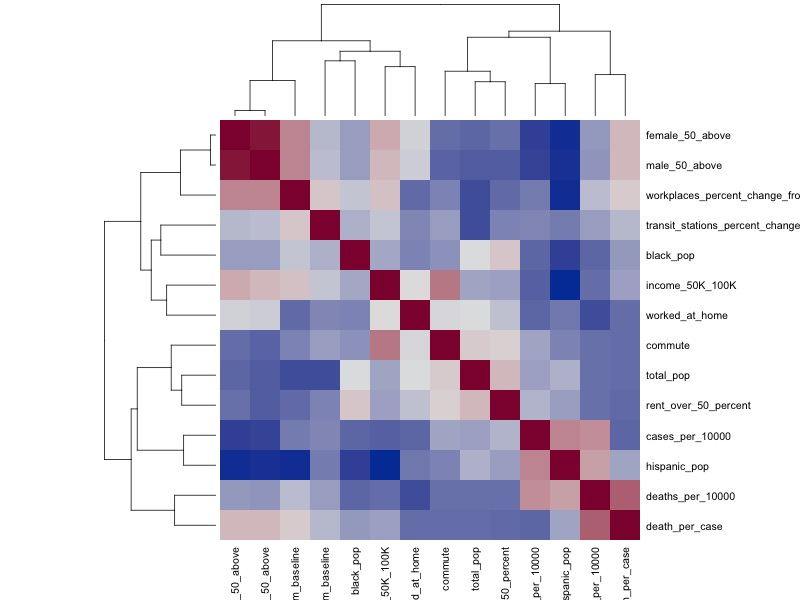 female_50_above
male_50_above
workplaces_percent_change_fro
transit_stations_percent_change
black_pop
income_50K_100K
worked_at_home
commute
total_pop
rent_over_50_percent
cases_per_10000
hispanic_pop
deaths_per_10000
death_per_case
_50_above
_50_above
m_baseline
m_baseline
black_pop
_50K_100K
d_at_home
commute
total_pop
50_percent
per_10000
spanic_pop
per_10000
_per_case